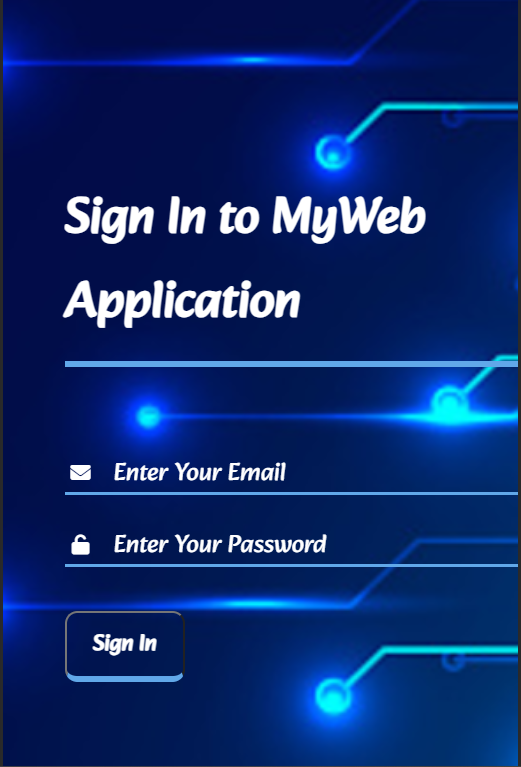 Sign In to MyWeb
Application
Enter Your Email
Enter Your Password
Sign In